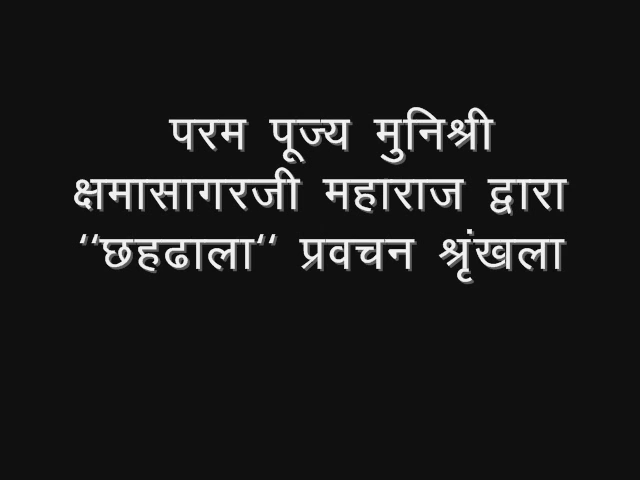 परम पूज्य मुनिश्री
क्षमासागरजी महाराज द्वारा
‘‘छहढाला‘‘ प्रवचन श्रृंखला